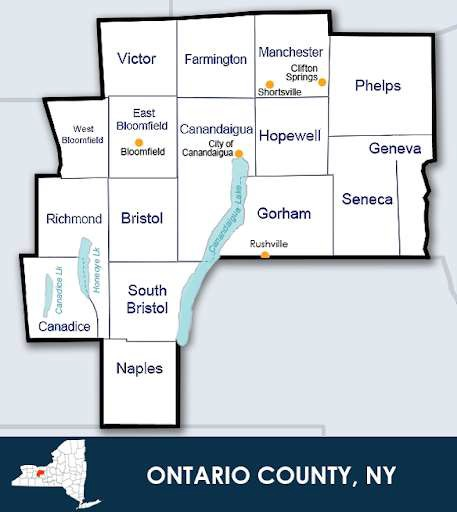 Victor
Farmington
Manchester
Clifton
Springs
Shortsville
Phelps
West
Bloomfield
East
Bloomfield
Bloomfield
Canandaigua
City of
Canandaigua
Hopewell
Geneva
Richmond
Bristol
Canandaigua Lake
Gorham
Seneca
Rushville
Canadice Lk
Honeoye Lk
Canadice
South
Bristol
Naples
ONTARIO COUNTY, NY